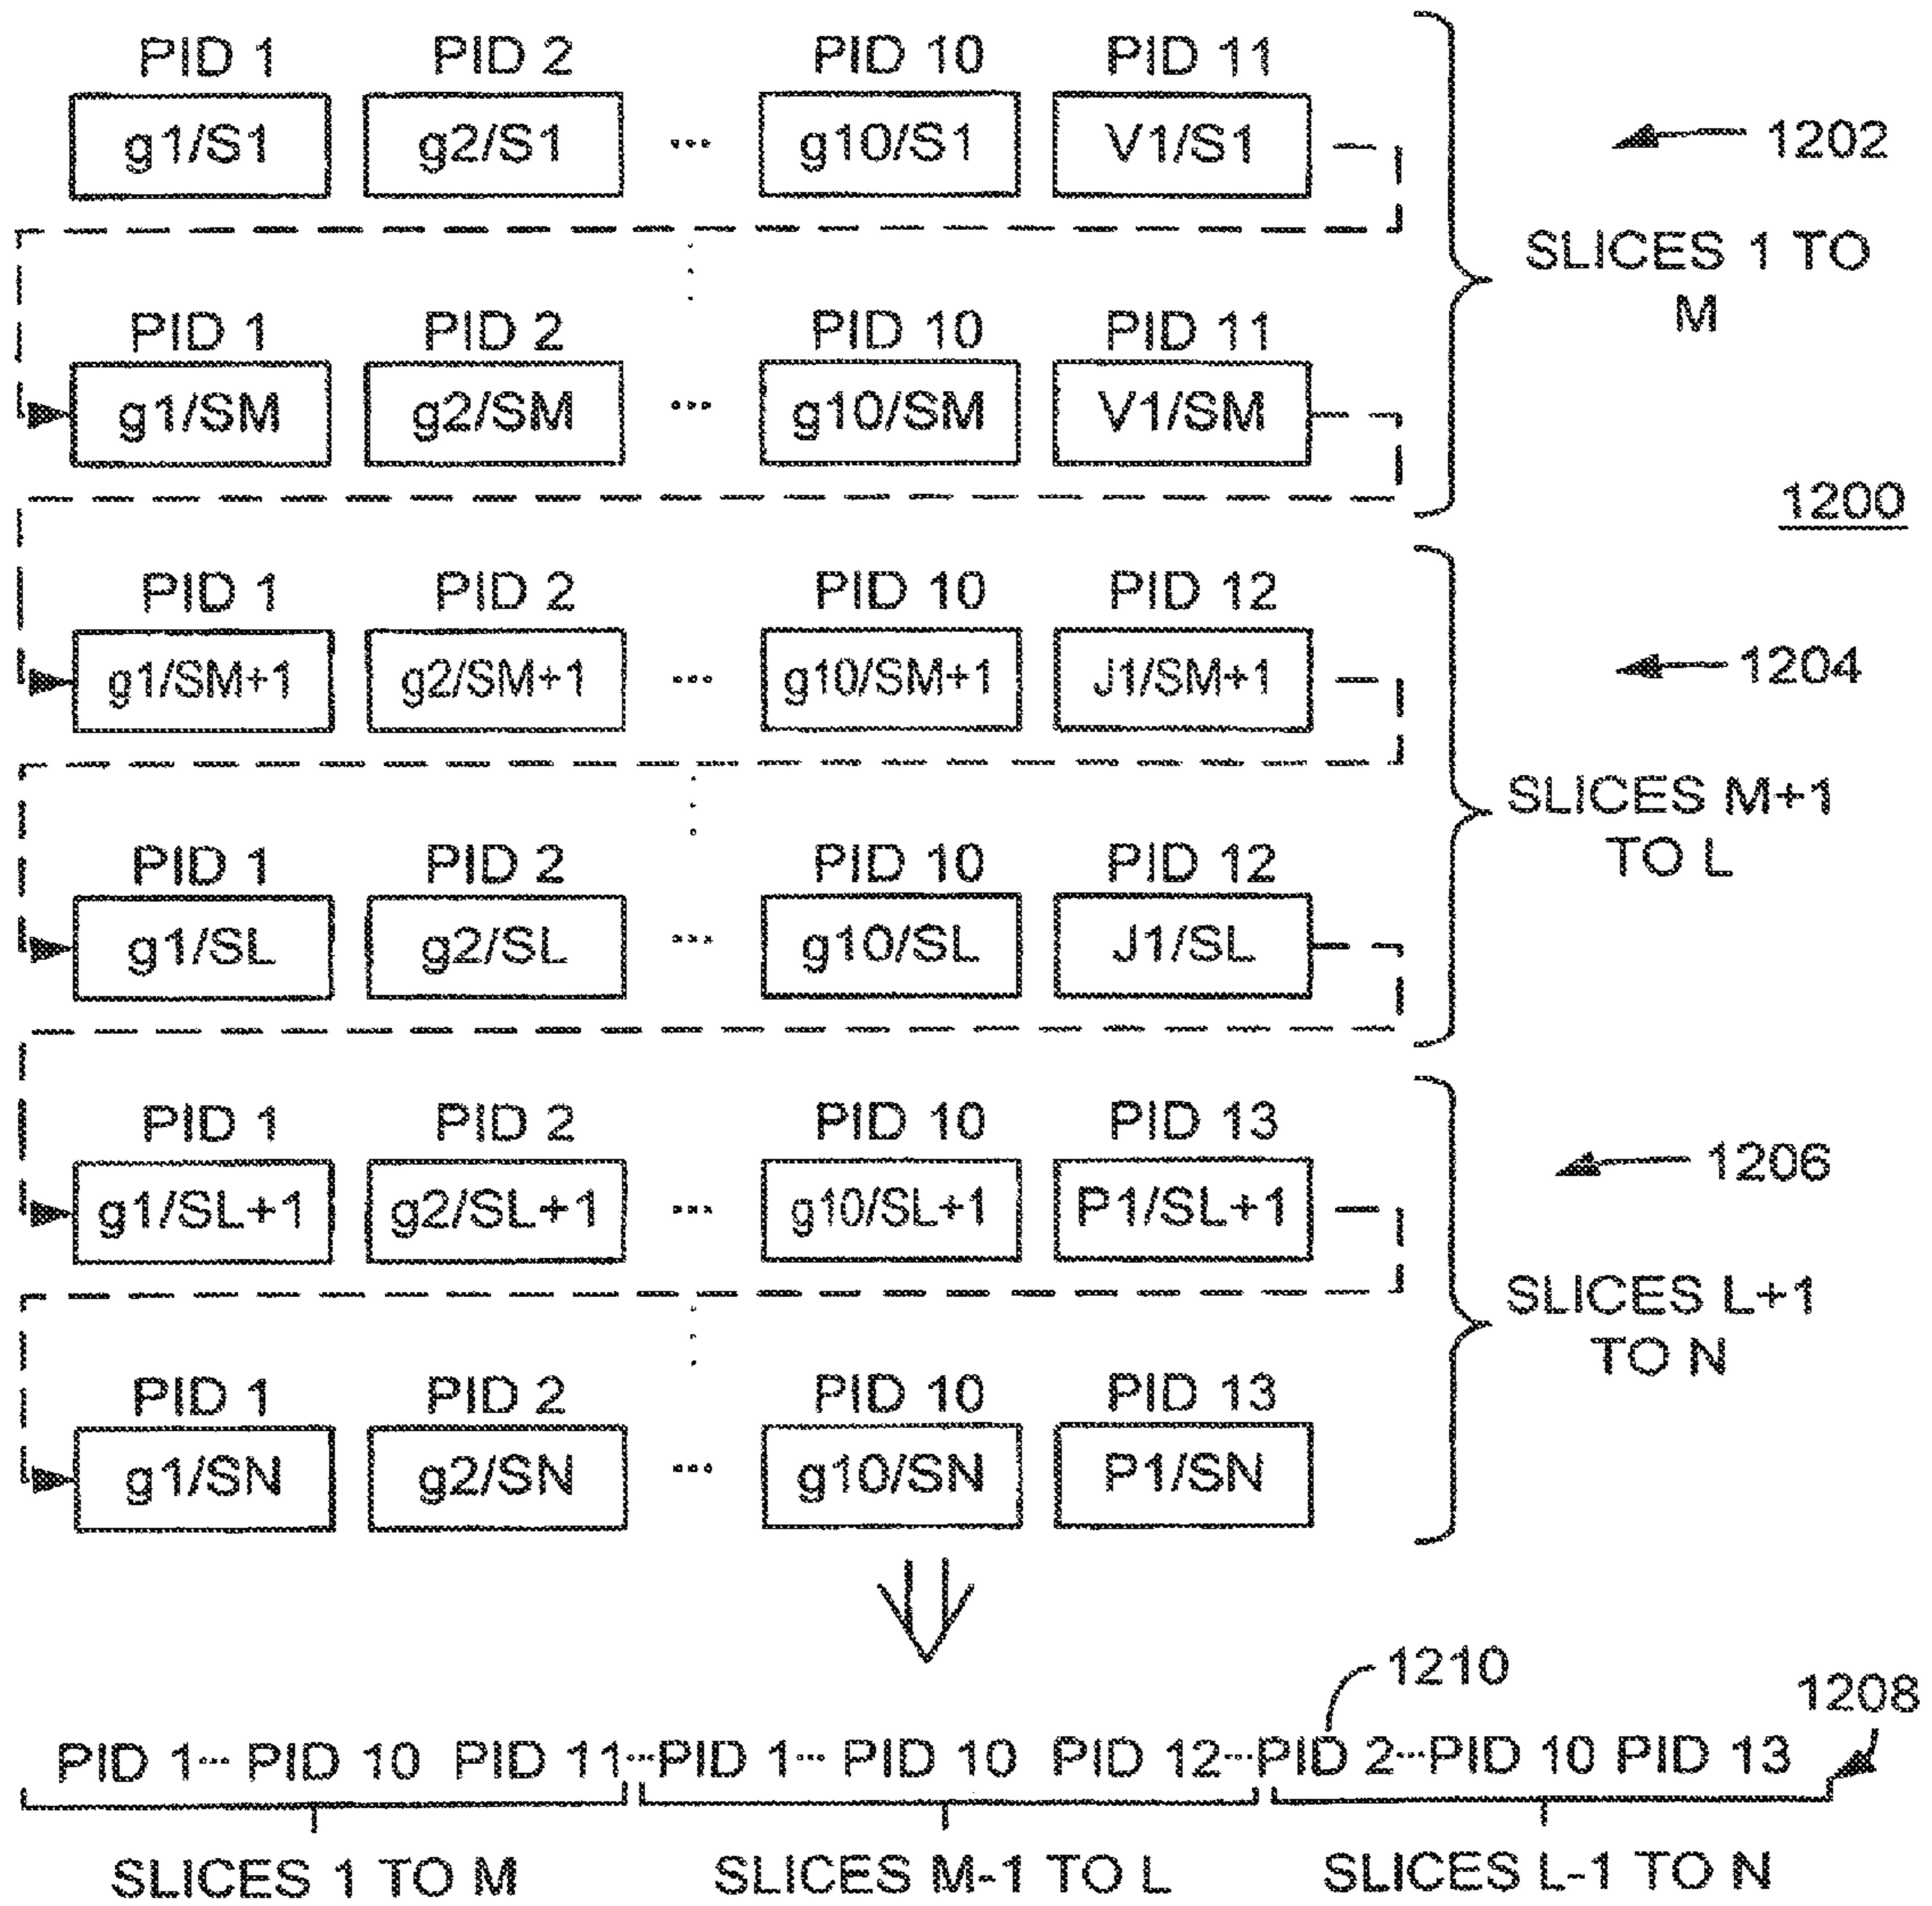 PID 1 PID 2 PID 10 PID 11
g1/S1 g2/S1 ... g10/S1 V1/S1
1202
SLICES 1 TO
M
PID 1 PID 2 PID 10 PID 11
g1/SM g2/SM ... g10/SM V1/SM
1200
PID 1 PID 2 PID 10 PID 12
g1/SM+1 g2/SM+1 ... g10/SM+1 J1/SM+1
1204
SLICES M+1
TO L
PID 1 PID 2 PID 10 PID 12
g1/SL g2/SL ... g10/SL J1/SL
PID 1 PID 2 PID 10 PID 13
g1/SL+1 g2/SL+1 ... g10/SL+1 P1/SL+1
1206
SLICES L+1
TO N
PID 1 PID 2 PID 10 PID 13
g1/SN g2/SN ... g10/SN P1/SN
1210
1208
PID 1... PID 10 PID 11...PID 1... PID 10 PID 12...PID 2...PID 10 PID 13
SLICES 1 TO M SLICES M-1 TO L SLICES L-1 TO N